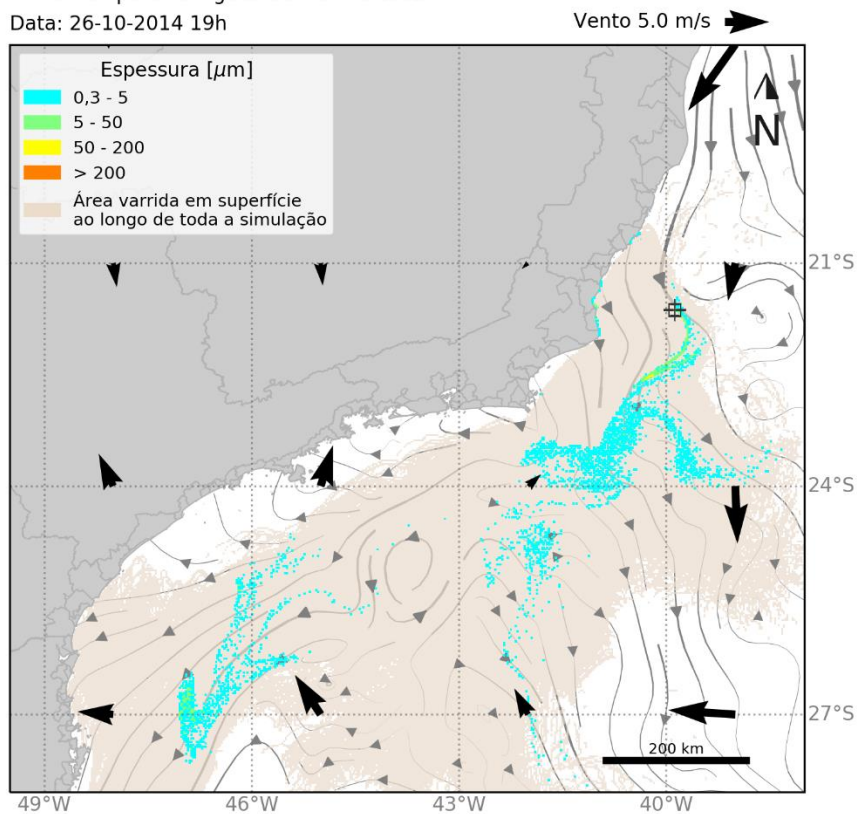 Data: 26-10-2014 19h
Vento 5.0 m/s
Espessura [µm]
0,3 - 5
5 - 50
50 - 200
> 200
Área varrida em superfície
ao longo de toda a simulação
N
21°S
24°S
27°S
200 km
49°W
46°W
43°W
40°W